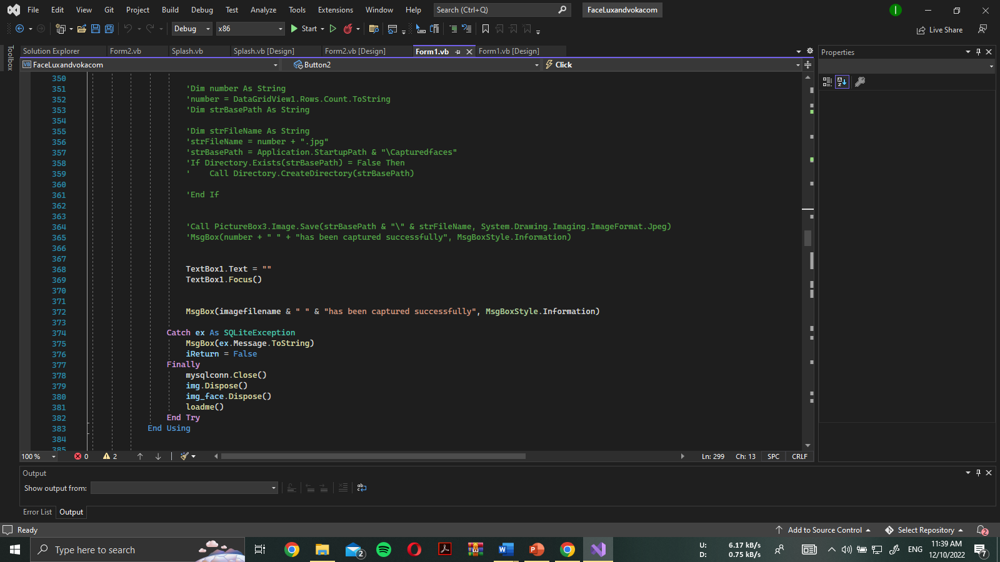 File Edit View Git Project Build Debug Test Analyze Tools Extensions Window Help Search (Ctrl+Q) FaceLuxandvokacom
Debug x86 Start Live Share
Toolbox
Solution Explorer Form2.vb Splash.vb Splash.vb [Design] Form2.vb [Design] Form1.vb Form1.vb [Design]
Properties
VB FaceLuxandvokacom Button2 Click
350
351 'Dim number As String
352 'number = DataGridView1.Rows.Count.ToString
353 'Dim strBasePath As String
354
355 'Dim strFileName As String
356 'strFileName = number + ".jpg"
357 'strBasePath = Application.StartupPath & "\Capturedfaces"
358 'If Directory.Exists(strBasePath) = False Then
359 '    Call Directory.CreateDirectory(strBasePath)
360
361 'End If
362
363
364 'Call PictureBox3.Image.Save(strBasePath & "\" & strFileName, System.Drawing.Imaging.ImageFormat.Jpeg)
365 'MsgBox(number + " " + "has been captured successfully", MsgBoxStyle.Information)
366
367
368 TextBox1.Text = ""
369 TextBox1.Focus()
370
371
372 MsgBox(imagefilename & " " & "has been captured successfully", MsgBoxStyle.Information)
373
374 Catch ex As SQLiteException
375 MsgBox(ex.Message.ToString)
376 iReturn = False
377 Finally
378 mysqlconn.Close()
379 img.Dispose()
380 img_face.Dispose()
381 loadme()
382 End Try
383 End Using
384
385
100 % 0 2 Ln: 299 Ch: 13 SPC CRLF
Output
Show output from:
Error List Output
Ready Add to Source Control Select Repository 2
Type here to search 2 U: 6.17 kB/s D: 0.75 kB/s ENG 11:39 AM 12/10/2022 7